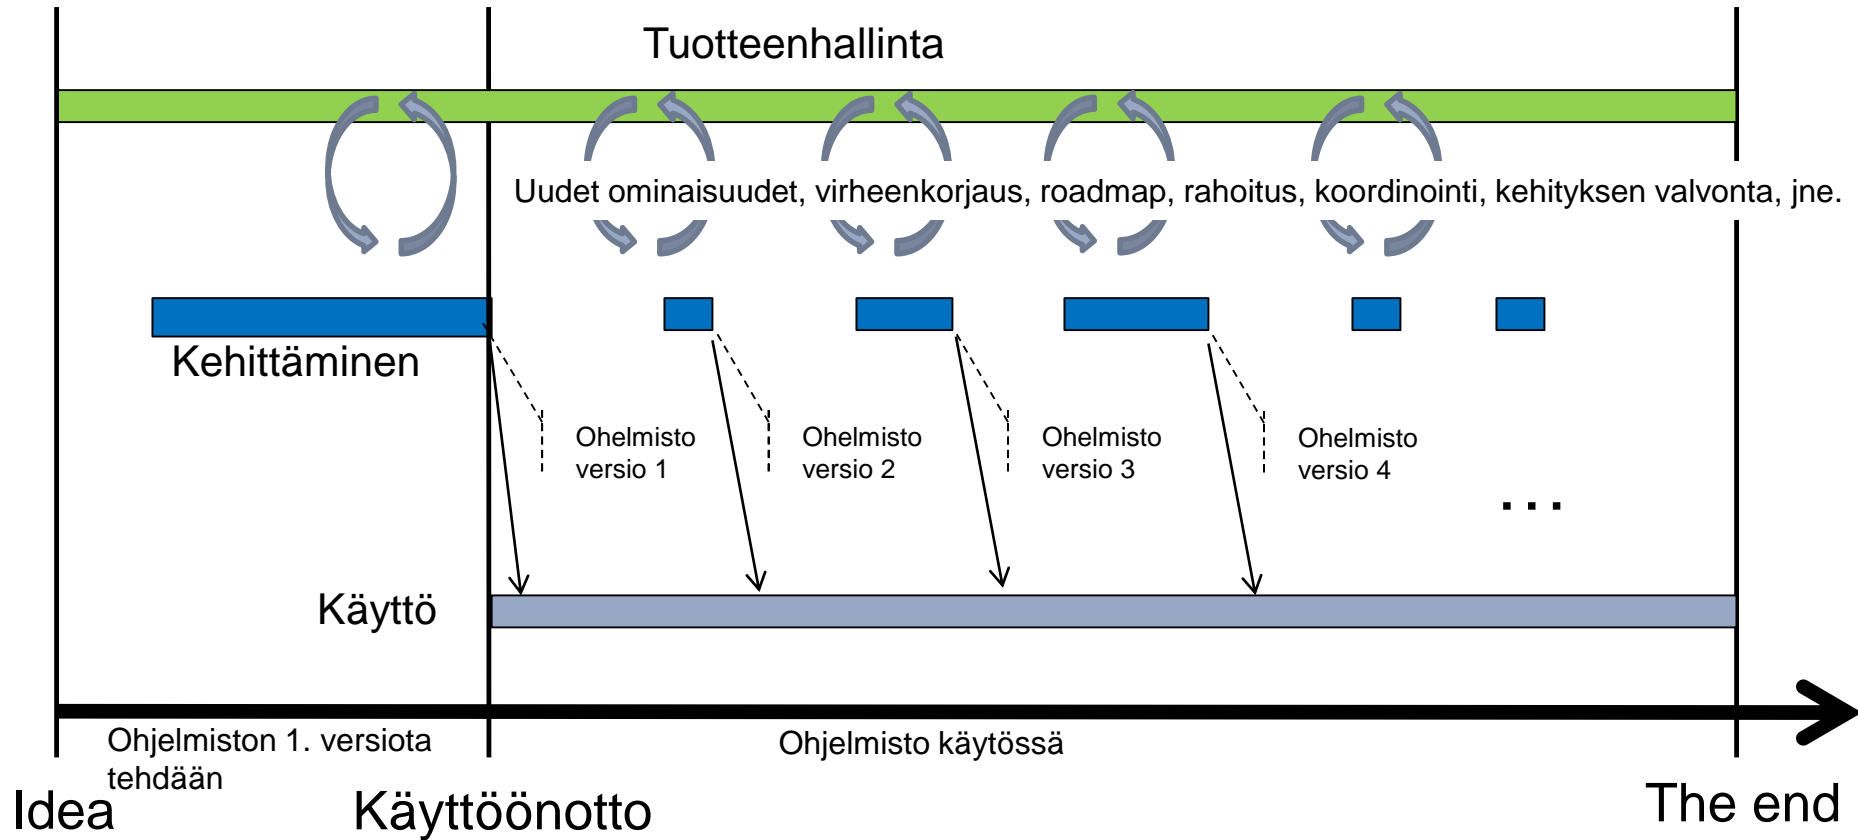 Tuotteenhallinta
Uudet ominaisuudet, virheenkorjaus, roadmap, rahoitus, koordinointi, kehityksen valvonta, jne.
Kehittäminen
Ohelmisto
versio 1
Ohelmisto
versio 2
Ohelmisto
versio 3
Ohelmisto
versio 4
...
Käyttö
Ohjelmiston 1. versiota
tehdään
Ohjelmisto käytössä
Idea
Käyttöönotto
The end